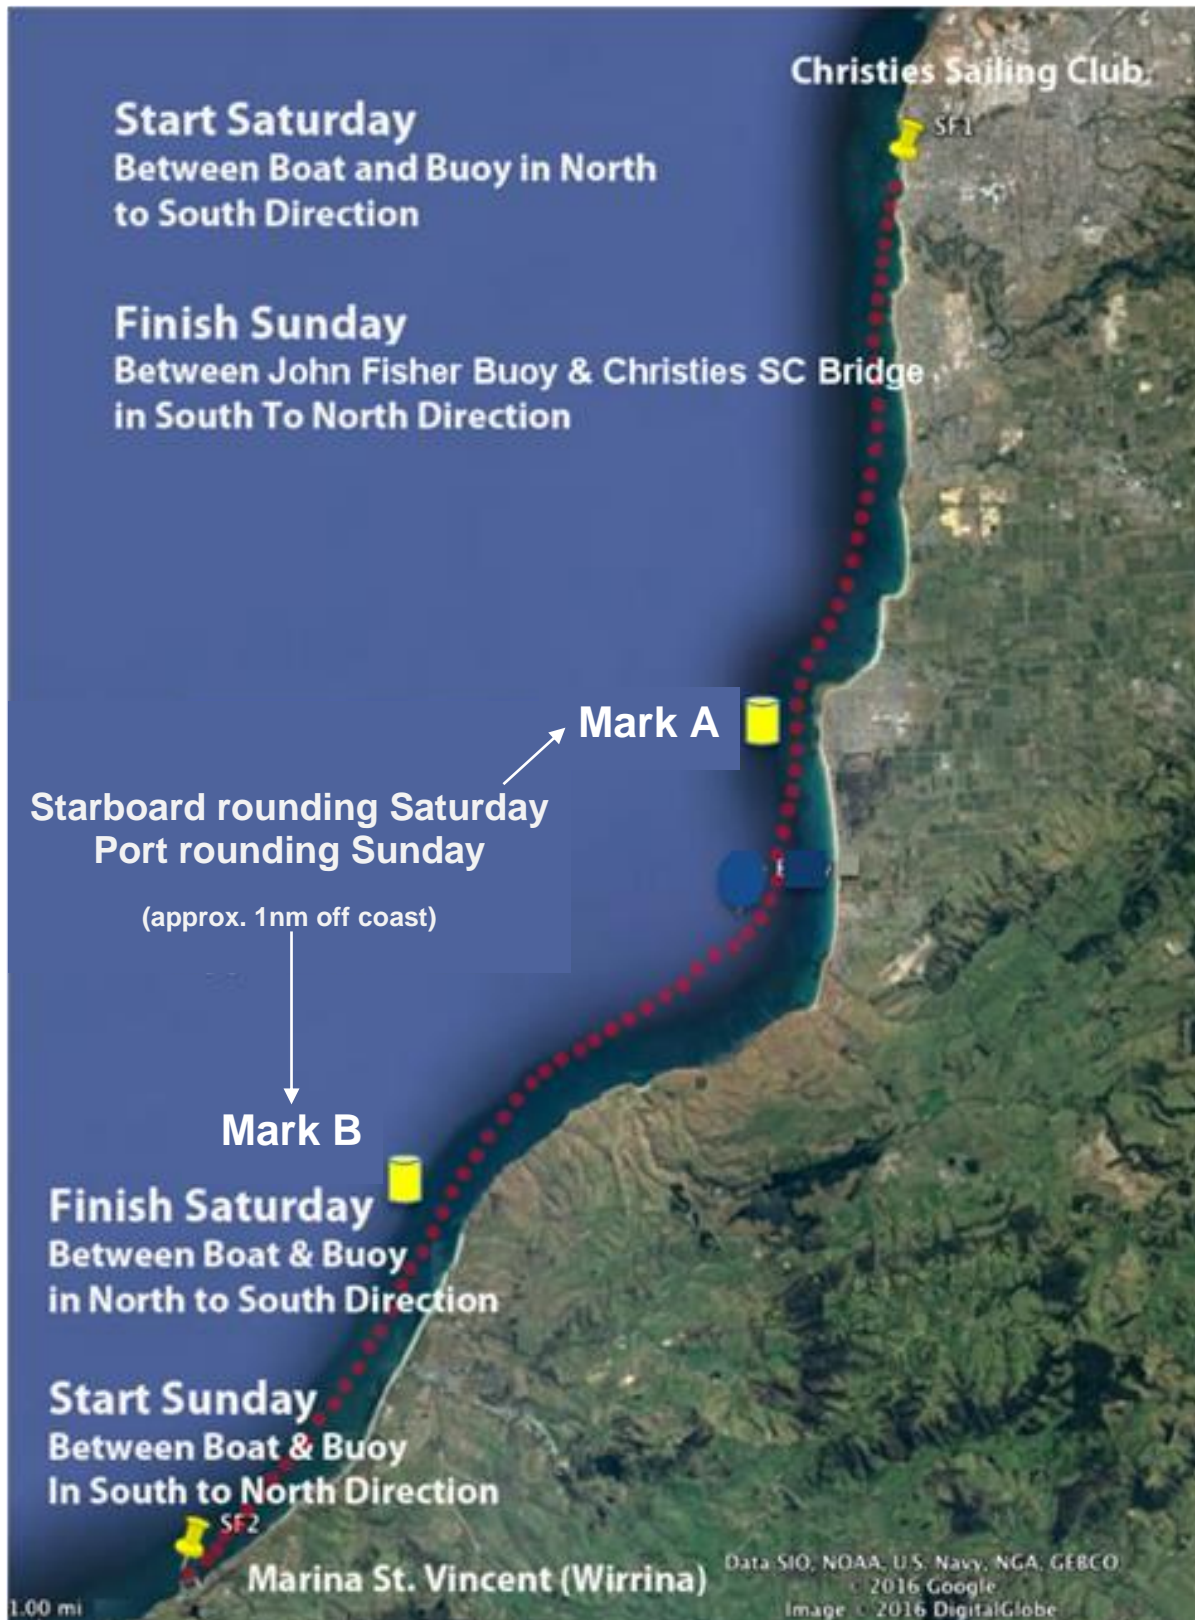 Christies Sailing Club
SF1
Start Saturday
Between Boat and Buoy in North
to South Direction
Finish Sunday
Between John Fisher Buoy & Christies SC Bridge
in South To North Direction
Mark A
Starboard rounding Saturday
Port rounding Sunday
(approx. 1nm off coast)
Mark B
Finish Saturday
Between Boat & Buoy
in North to South Direction
Start Sunday
Between Boat & Buoy
In South to North Direction
SF2
Marina St. Vincent (Wirrina)
Data SIO, NOAA, U.S. Navy, NGA, GEBCO
© 2016 Google
Image © 2016 DigitalGlobe
1.00 mi